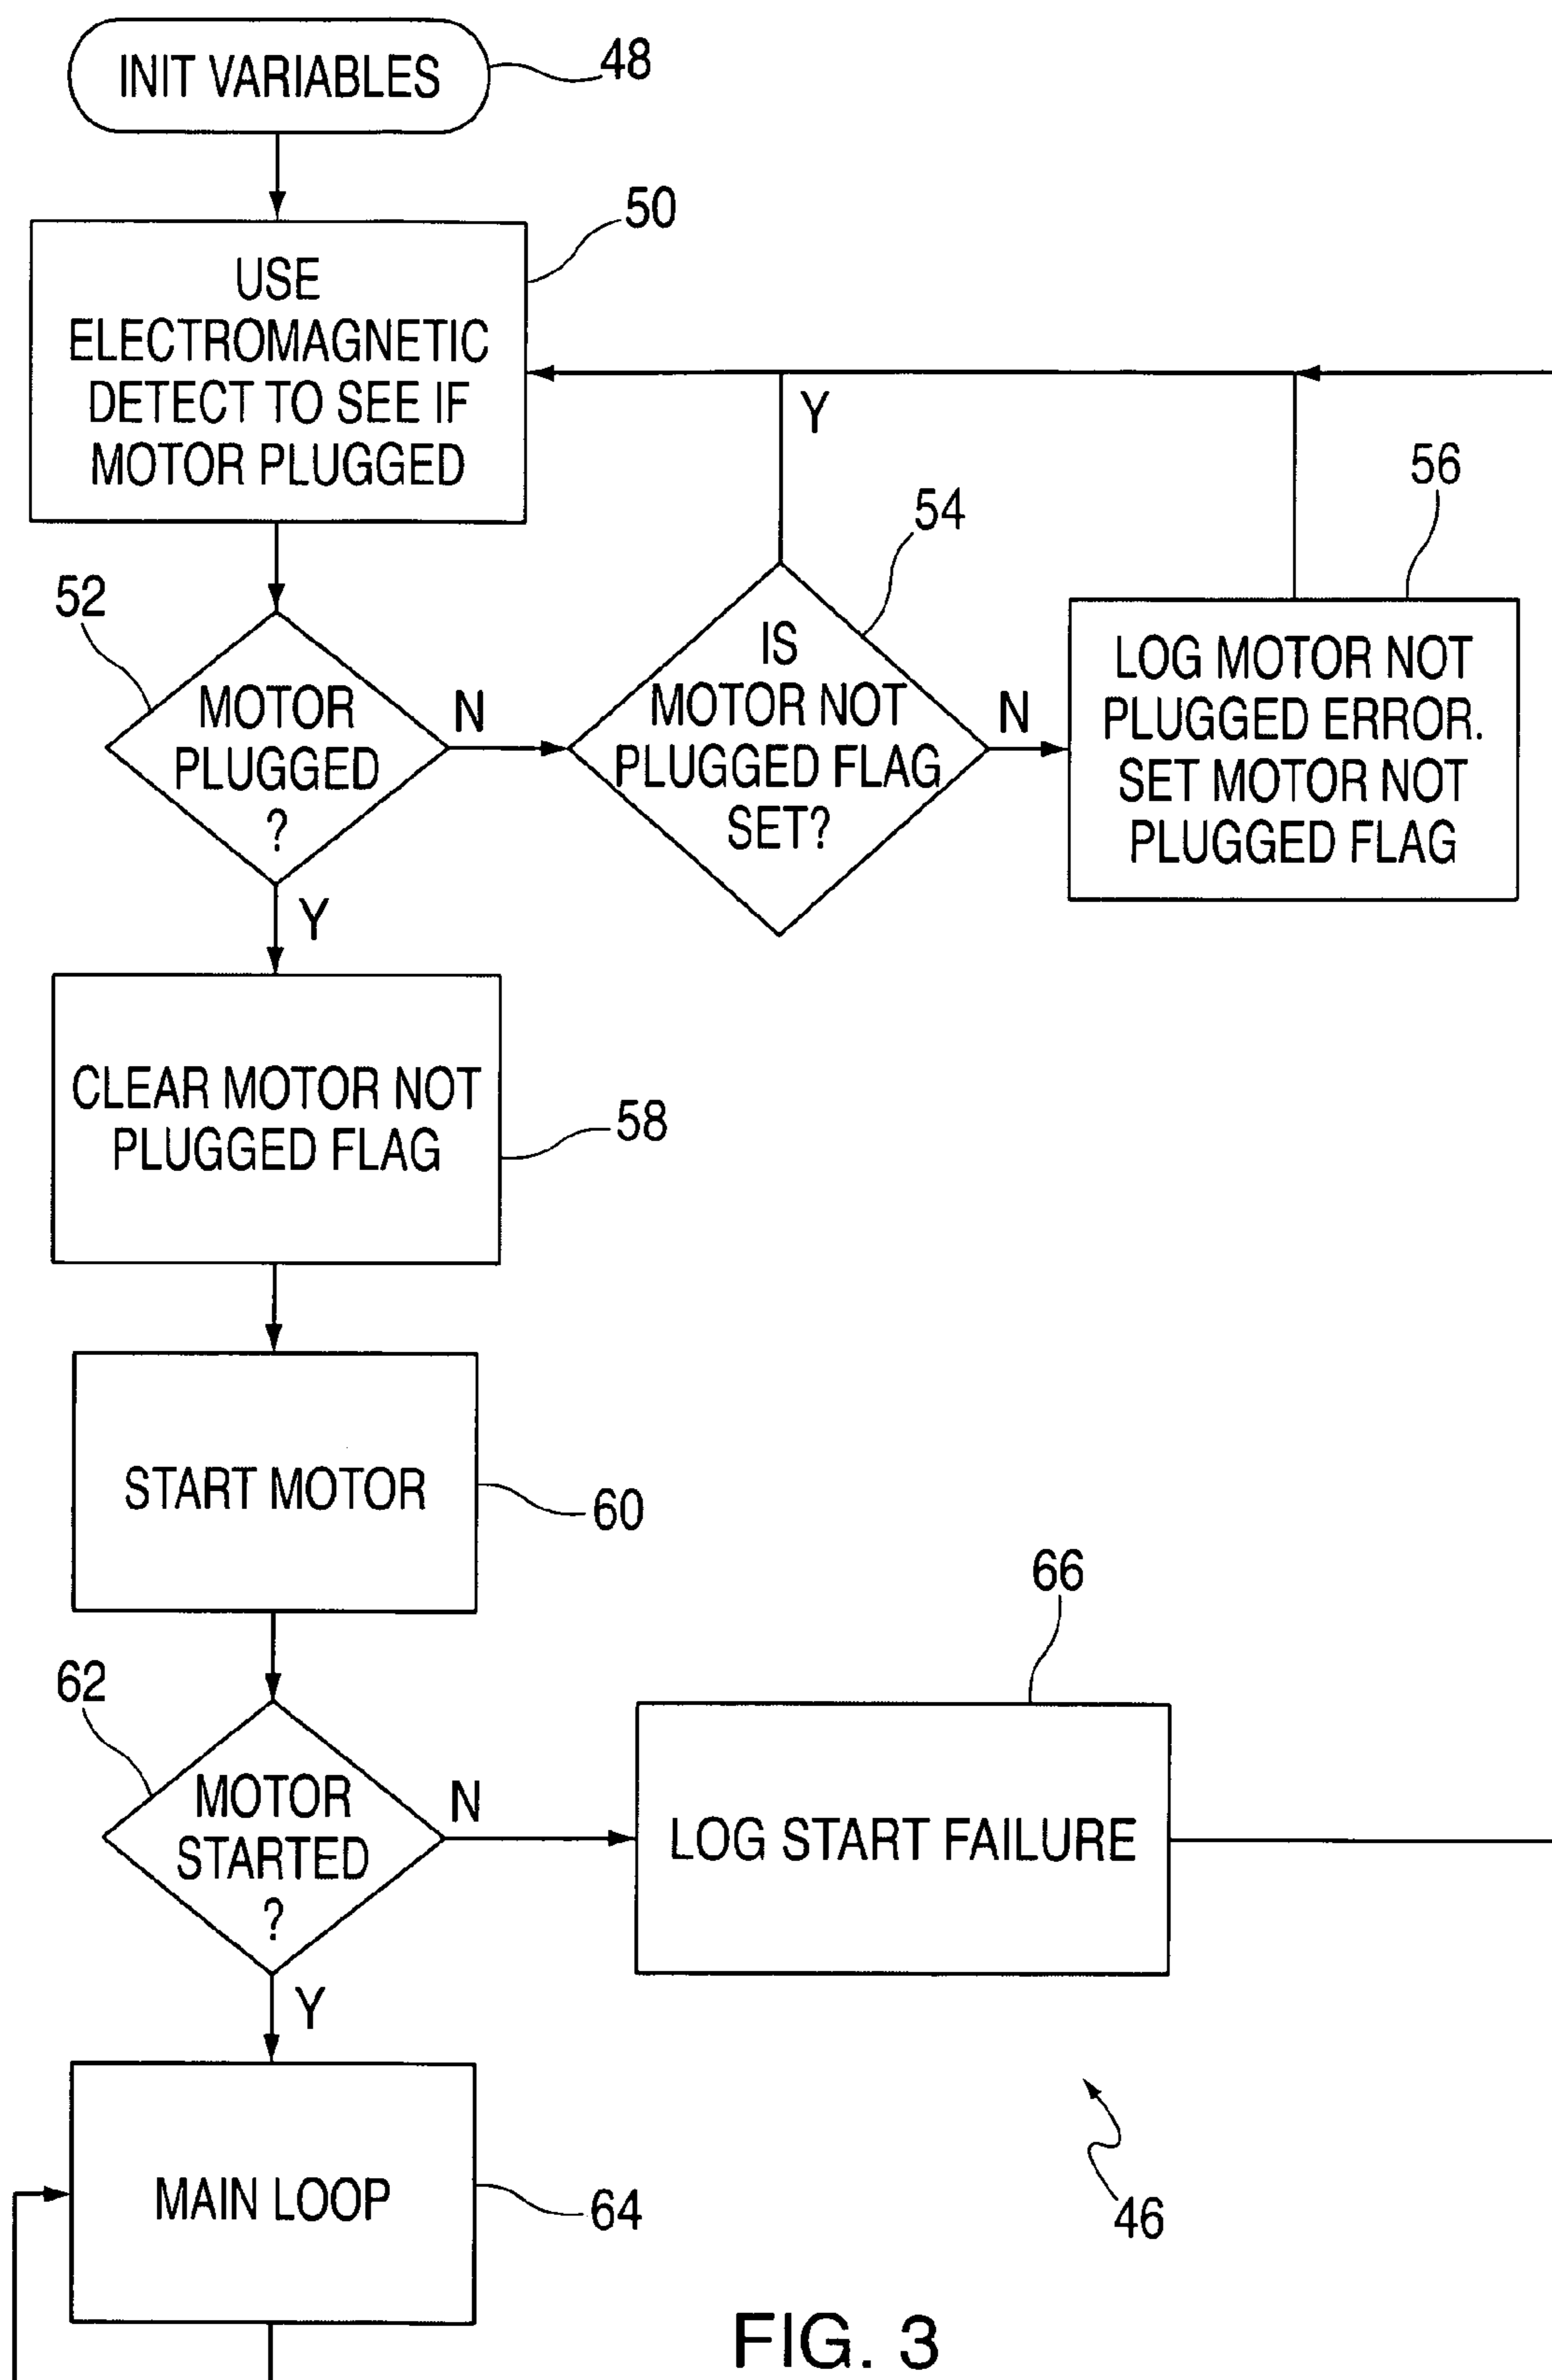 INIT VARIABLES
48
50
USE
ELECTROMAGNETIC
DETECT TO SEE IF
MOTOR PLUGGED
Y
56
54
52
MOTOR
PLUGGED
?
N
IS
MOTOR NOT
PLUGGED FLAG
SET?
N
LOG MOTOR NOT
PLUGGED ERROR.
SET MOTOR NOT
PLUGGED FLAG
Y
CLEAR MOTOR NOT
PLUGGED FLAG
58
START MOTOR
60
66
62
MOTOR
STARTED
?
N
LOG START FAILURE
Y
MAIN LOOP
64
46
FIG. 3